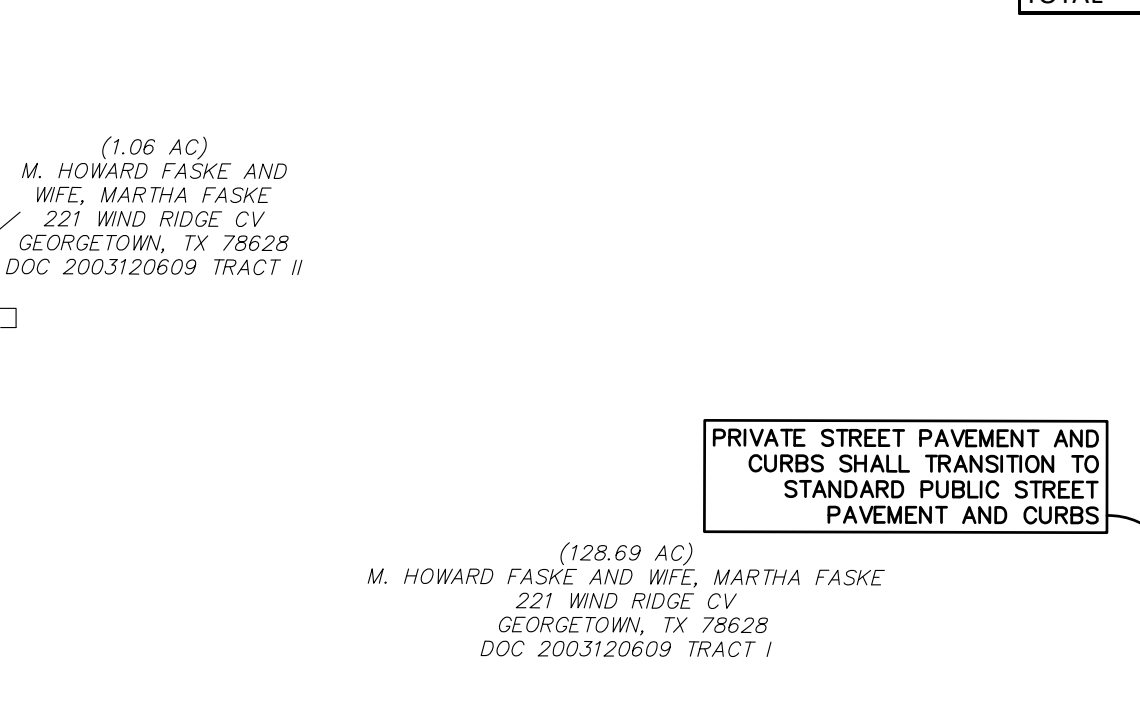 TOTAL
(1.06 AC)
M. HOWARD FASKE AND
WIFE, MARTHA FASKE
221 WIND RIDGE CV
GEORGETOWN, TX 78628
DOC 2003120609 TRACT II
PRIVATE STREET PAVEMENT AND
CURBS SHALL TRANSITION TO
STANDARD PUBLIC STREET
PAVEMENT AND CURBS
(128.69 AC)
M. HOWARD FASKE AND WIFE, MARTHA FASKE
221 WIND RIDGE CV
GEORGETOWN, TX 78628
DOC 2003120609 TRACT I